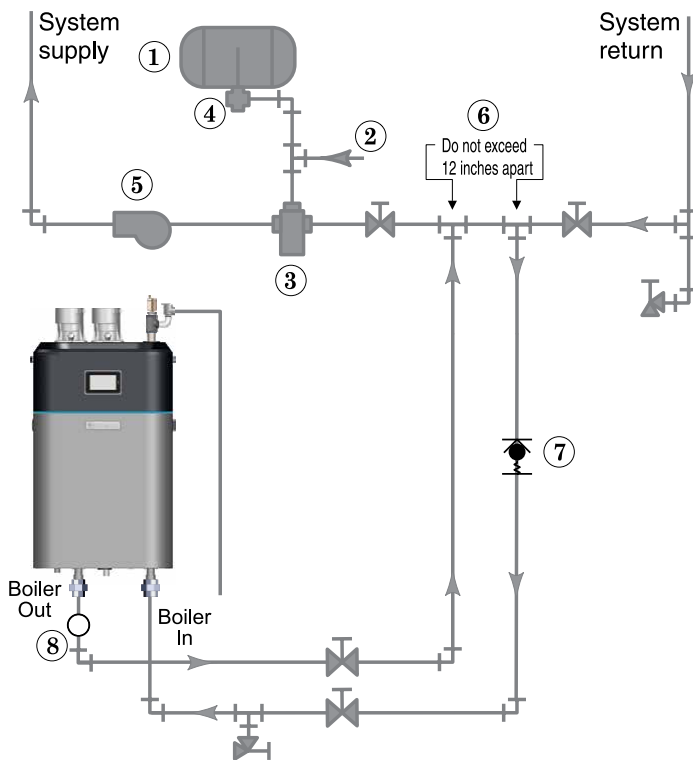 System
supply
System
return
1
4
2
6
Do not exceed
12 inches apart
5
3
7
Boiler
Out
Boiler
In
8